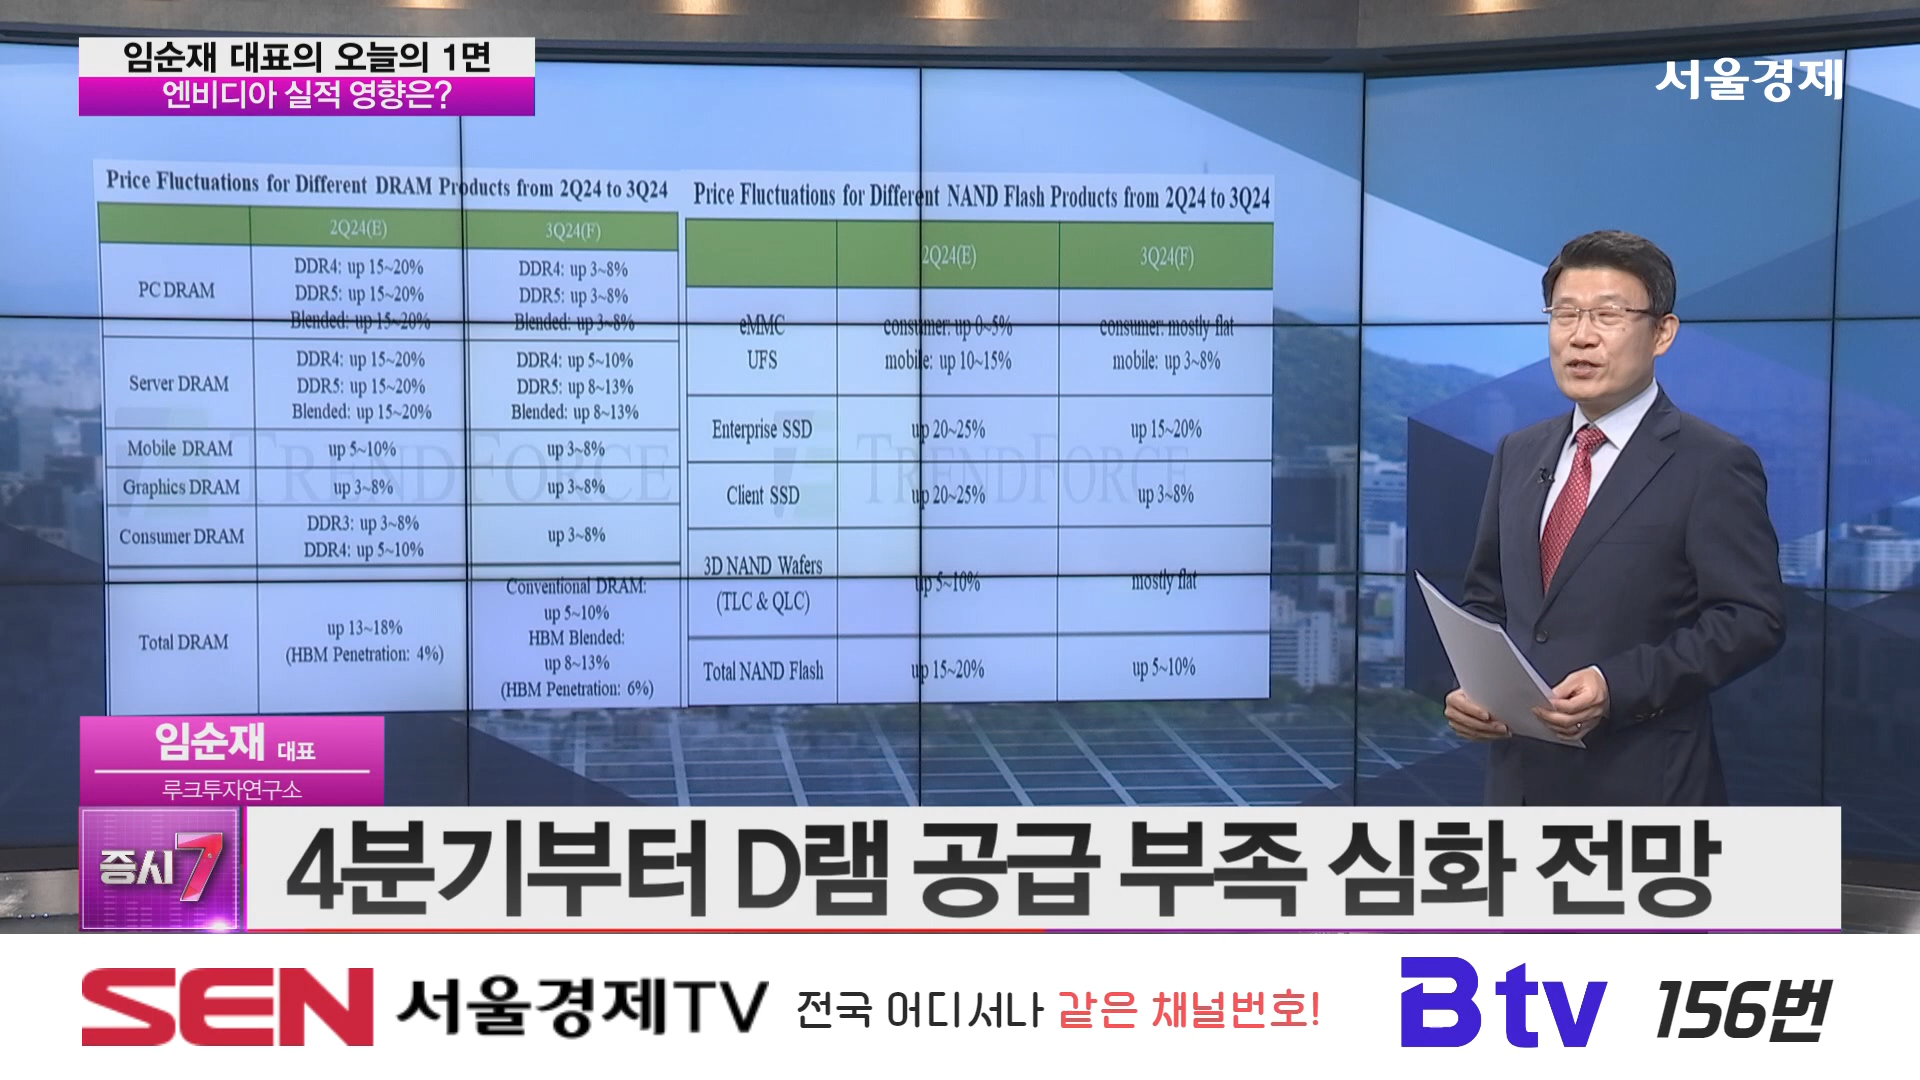 임순재 대표의 오늘의 1면
엔비디아 실적 영향은?
서울경제
Price Fluctuations for Different DRAM Products from 2Q24 to 3Q24
2Q24(E) 3Q24(F)
PC DRAM
DDR4: up 15~20%
DDR5: up 15~20%
Blended: up 15~20%
DDR4: up 3~8%
DDR5: up 3~8%
Blended: up 3~8%
Server DRAM
DDR4: up 15~20%
DDR5: up 15~20%
Blended: up 15~20%
DDR4: up 5~10%
DDR5: up 8~13%
Blended: up 8~13%
Mobile DRAM up 5~10% up 3~8%
Graphics DRAM up 3~8% up 3~8%
Consumer DRAM
DDR3: up 3~8%
DDR4: up 5~10%
up 3~8%
Total DRAM
up 13~18%
(HBM Penetration: 4%)
Conventional DRAM:
up 5~10%
HBM Blended:
up 8~13%
(HBM Penetration: 6%)
TRENDFORCE
Price Fluctuations for Different NAND Flash Products from 2Q24 to 3Q24
2Q24(E) 3Q24(F)
eMMC
UFS
consumer: up 0~5%
mobile: up 10~15%
consumer: mostly flat
mobile: up 3~8%
Enterprise SSD up 20~25% up 15~20%
Client SSD up 20~25% up 3~8%
3D NAND Wafers
(TLC & QLC)
up 5~10% mostly flat
Total NAND Flash up 15~20% up 5~10%
TRENDFORCE
임순재 대표
루크투자연구소
증시7
4분기부터 D램 공급 부족 심화 전망
SEN 서울경제TV 전국 어디서나 같은 채널번호! B tv 156번